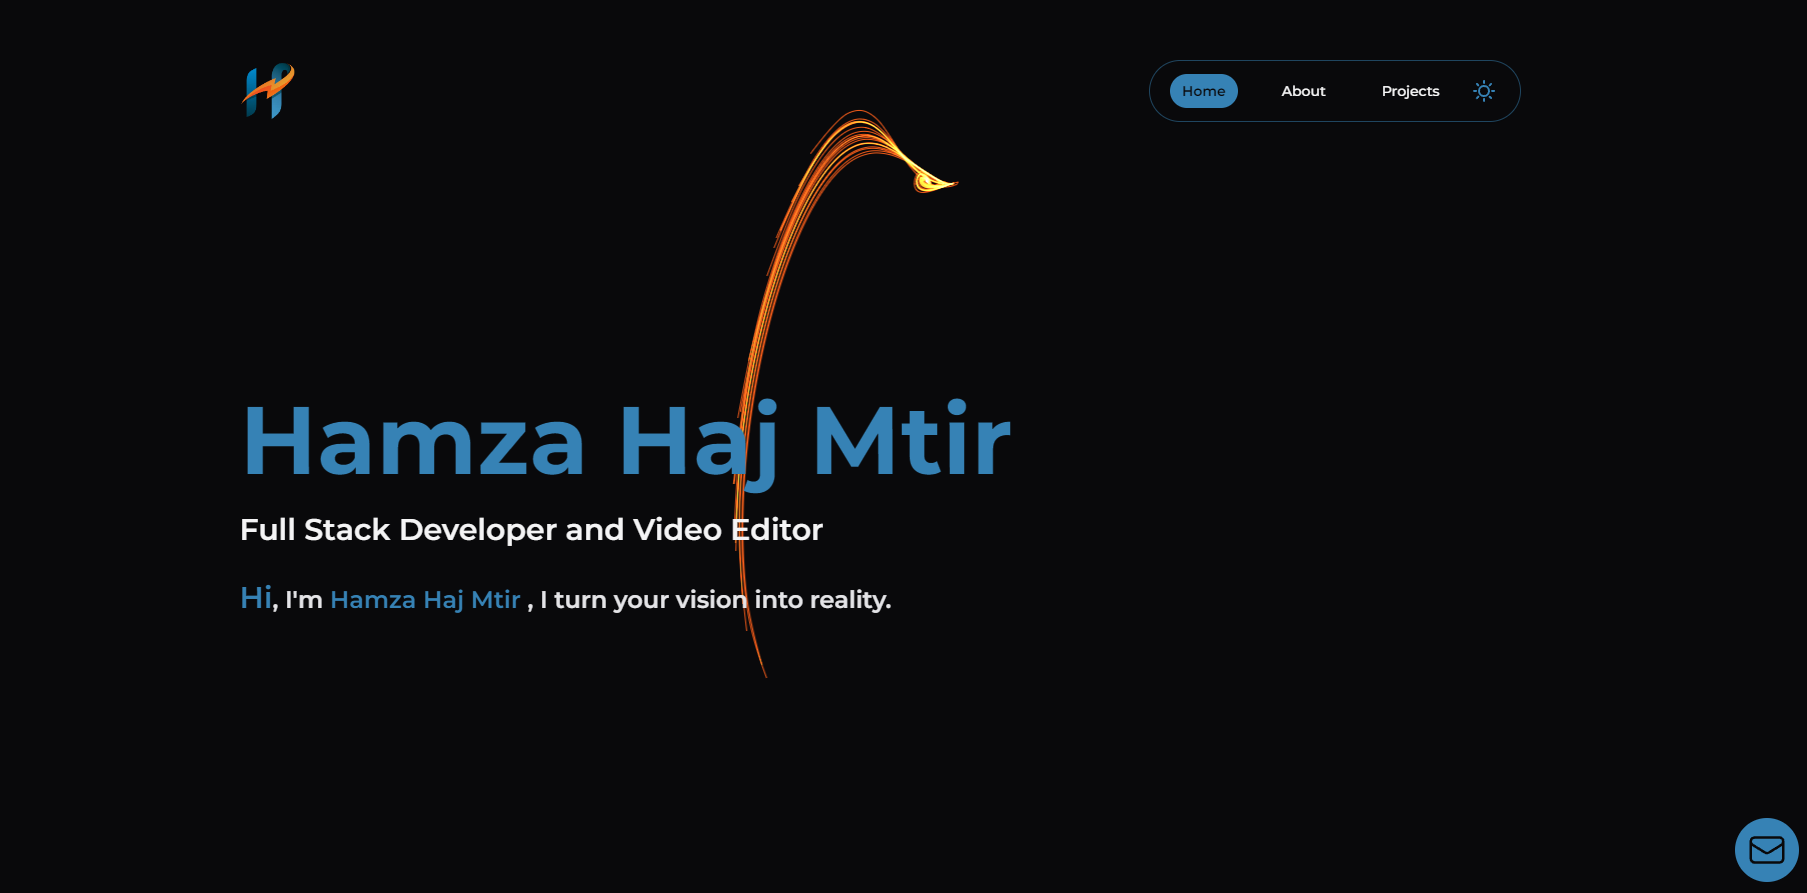 Home About Projects
Hamza Haj Mtir
Full Stack Developer and Video Editor
Hi, I'm Hamza Haj Mtir , I turn your vision into reality.